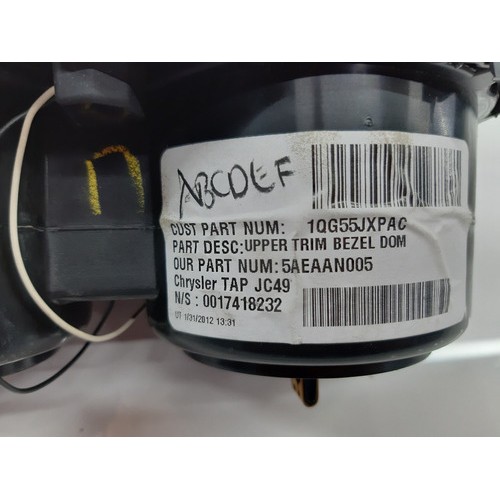 ABCDEF
CUST PART NUM: 1QG55JXPAC
PART DESC:UPPER TRIM BEZEL DOM
OUR PART NUM:5AEAAN005
Chrysler TAP JC49
N/S : 0017418232
UT 1/31/2012 13:31